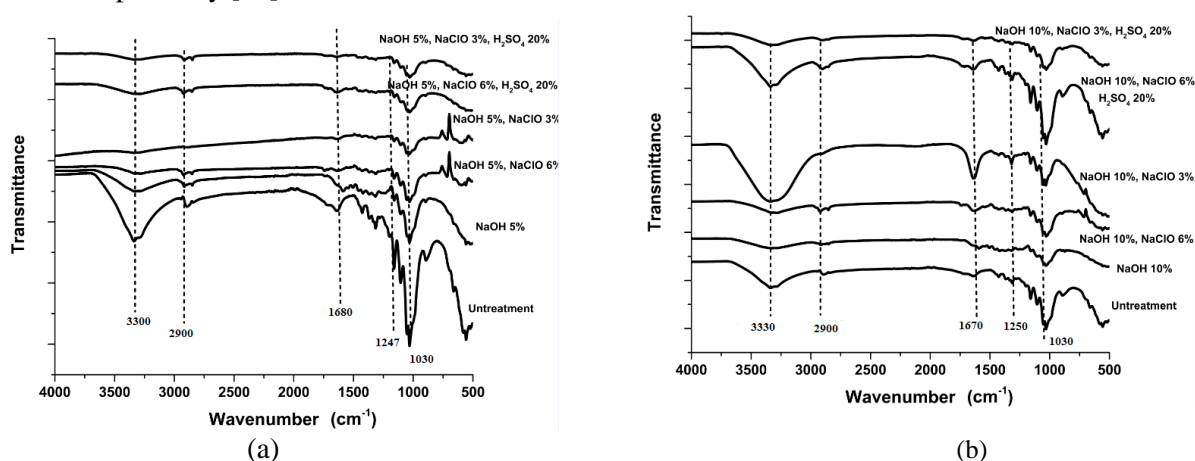 NaOH 5%, NaClO 3%, H₂SO₄ 20%
NaOH 5%, NaClO 6%, H₂SO₄ 20%
NaOH 5%, NaClO 3%
NaOH 5%, NaClO 6%
NaOH 5%
Untreatment
Transmittance
3300
2900
1680
1247
1030
4000 3500 3000 2500 2000 1500 1000 500
Wavenumber (cm⁻¹)
(a)
NaOH 10%, NaClO 3%, H₂SO₄ 20%
NaOH 10%, NaClO 6%
H₂SO₄ 20%
NaOH 10%, NaClO 3%
NaOH 10%, NaClO 6%
NaOH 10%
Untreatment
Transmittance
3330
2900
1670
1250
1030
4000 3500 3000 2500 2000 1500 1000 500
Wavenumber (cm⁻¹)
(b)